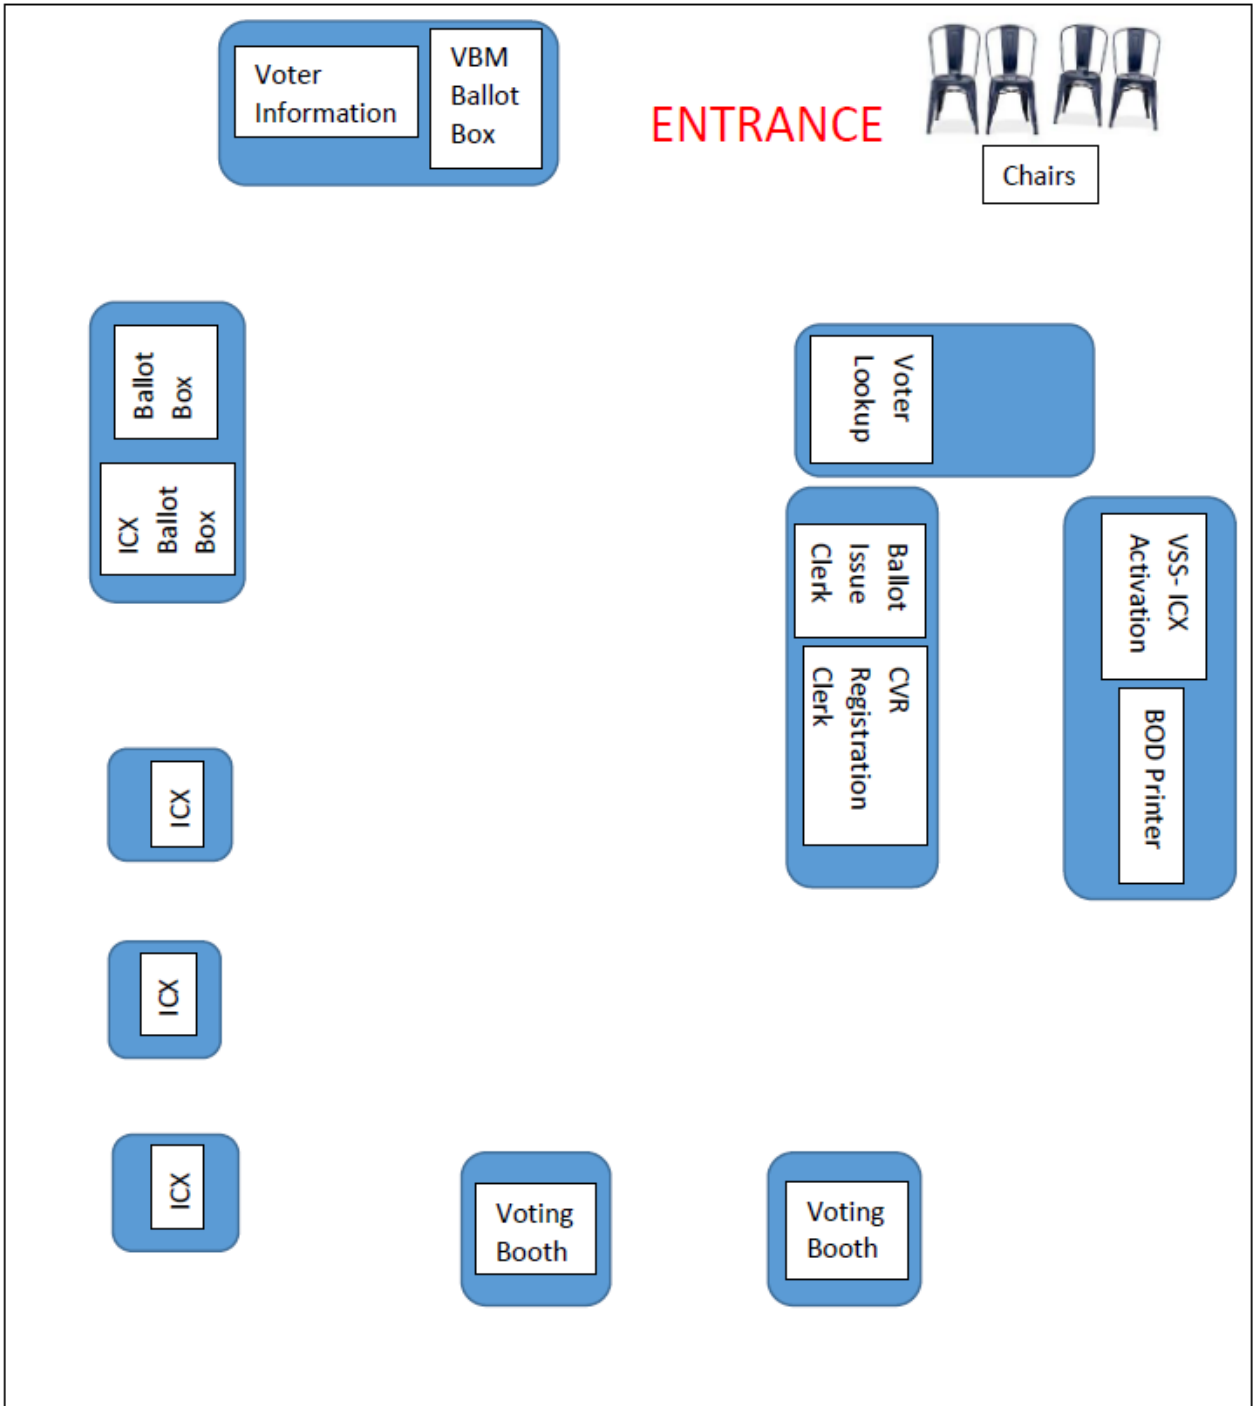 Voter
Information
VBM
Ballot
Box
ENTRANCE
Chairs
Ballot
Box
ICX
Ballot
Box
Voter
Lookup
Ballot
Issue
Clerk
CVR
Registration
Clerk
VSS- ICX
Activation
BOD Printer
ICX
ICX
ICX
Voting
Booth
Voting
Booth